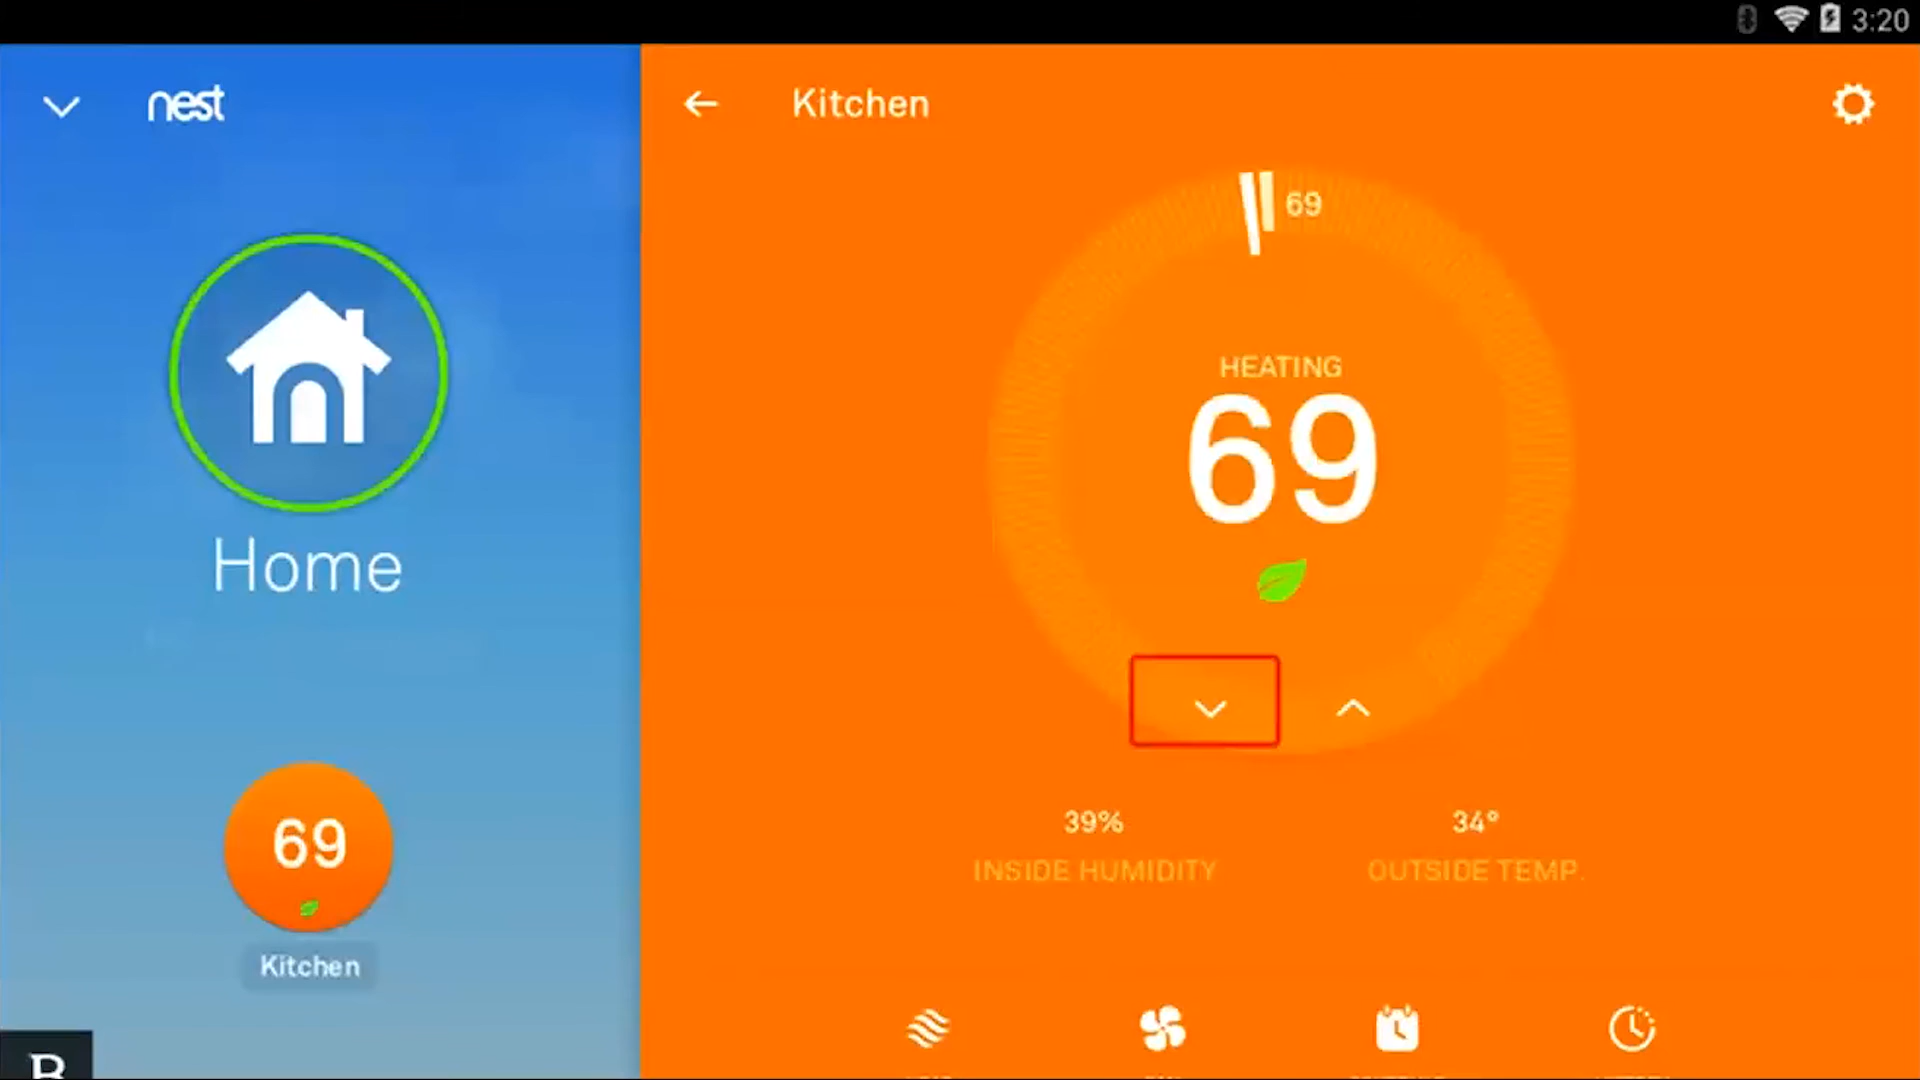 3:20
nest
Kitchen
69
HEATING
69
Home
39%
34°
INSIDE HUMIDITY
OUTSIDE TEMP.
69
Kitchen
B